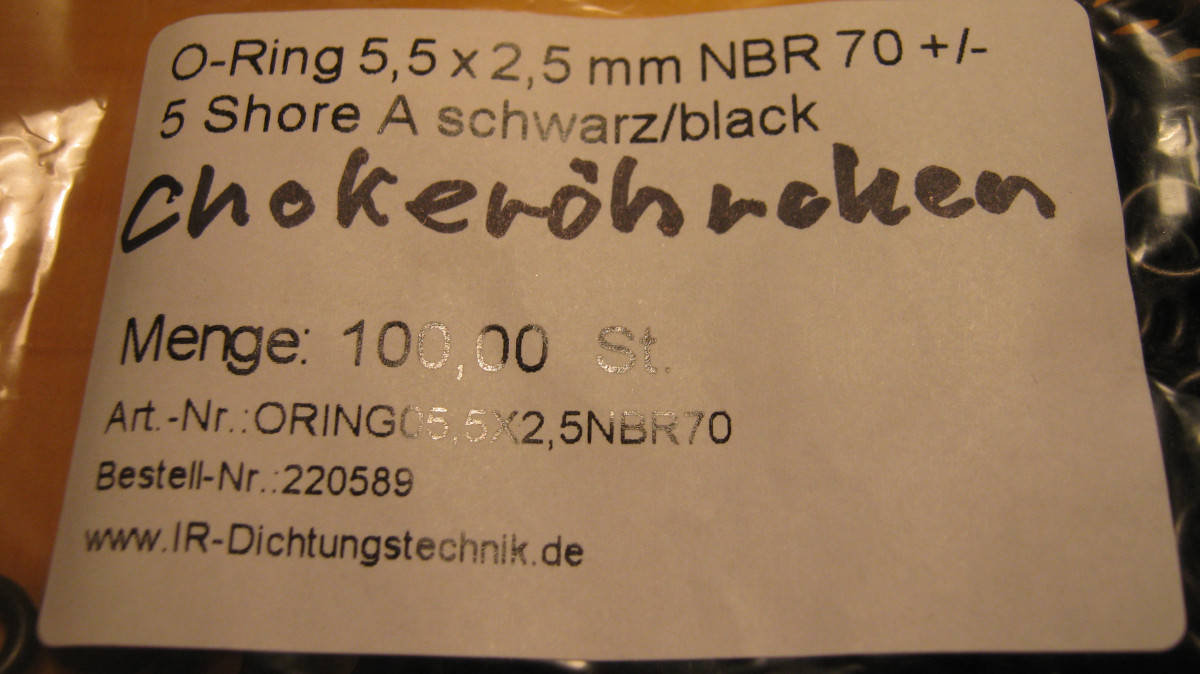 O-Ring 5,5 x 2,5 mm NBR 70 +/-
5 Shore A schwarz/black
Chokeröhrchen
Menge: 100,00 St.
Art.-Nr.:ORING05,5X2,5NBR70
Bestell-Nr.:220589
www.IR-Dichtungstechnik.de